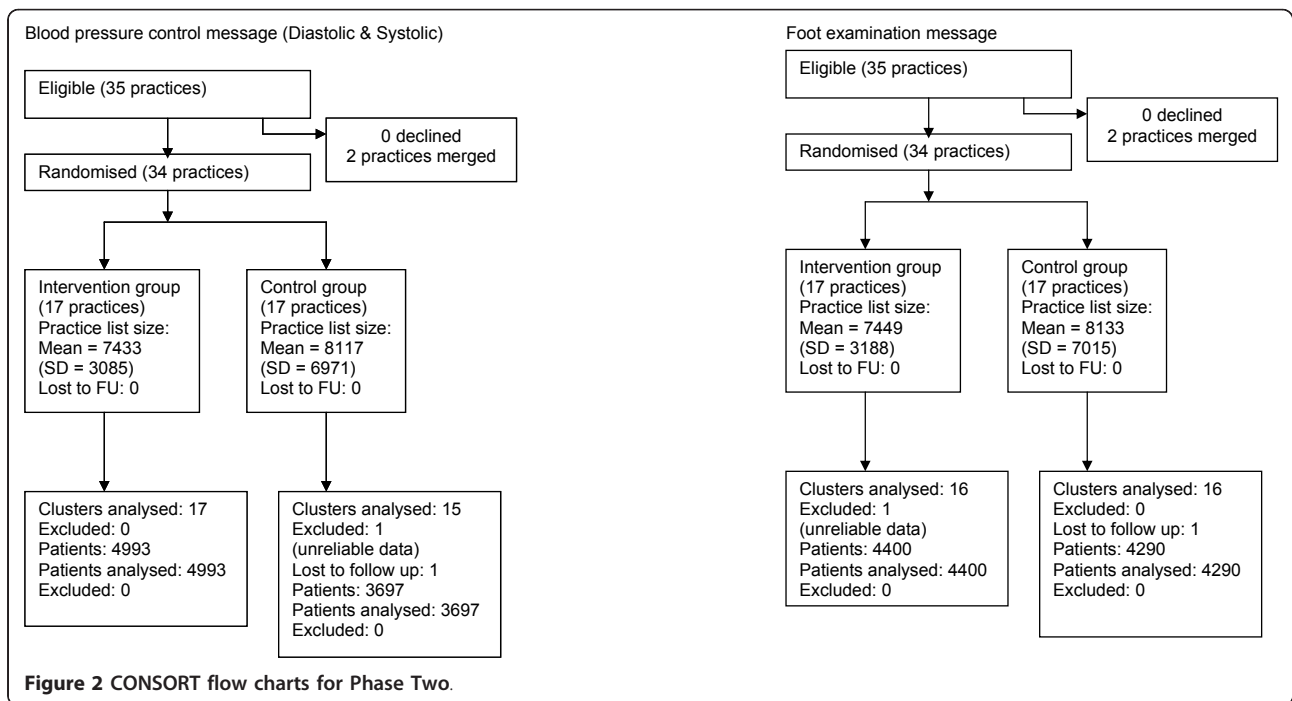 Blood pressure control message (Diastolic & Systolic)
Eligible (35 practices)
0 declined
2 practices merged
Randomised (34 practices)
Intervention group
(17 practices)
Practice list size:
Mean = 7433
(SD = 3085)
Lost to FU: 0
Control group
(17 practices)
Practice list size:
Mean = 8117
(SD = 6971)
Lost to FU: 0
Clusters analysed: 17
Excluded: 0
Patients: 4993
Patients analysed: 4993
Excluded: 0
Clusters analysed: 15
Excluded: 1
(unreliable data)
Lost to follow up: 1
Patients: 3697
Patients analysed: 3697
Excluded: 0
Foot examination message
Eligible (35 practices)
0 declined
2 practices merged
Randomised (34 practices)
Intervention group
(17 practices)
Practice list size:
Mean = 7449
(SD = 3188)
Lost to FU: 0
Control group
(17 practices)
Practice list size:
Mean = 8133
(SD = 7015)
Lost to FU: 0
Clusters analysed: 16
Excluded: 1
(unreliable data)
Patients: 4400
Patients analysed: 4400
Excluded: 0
Clusters analysed: 16
Excluded: 0
Lost to follow up: 1
Patients: 4290
Patients analysed: 4290
Excluded: 0
Figure 2 CONSORT flow charts for Phase Two.